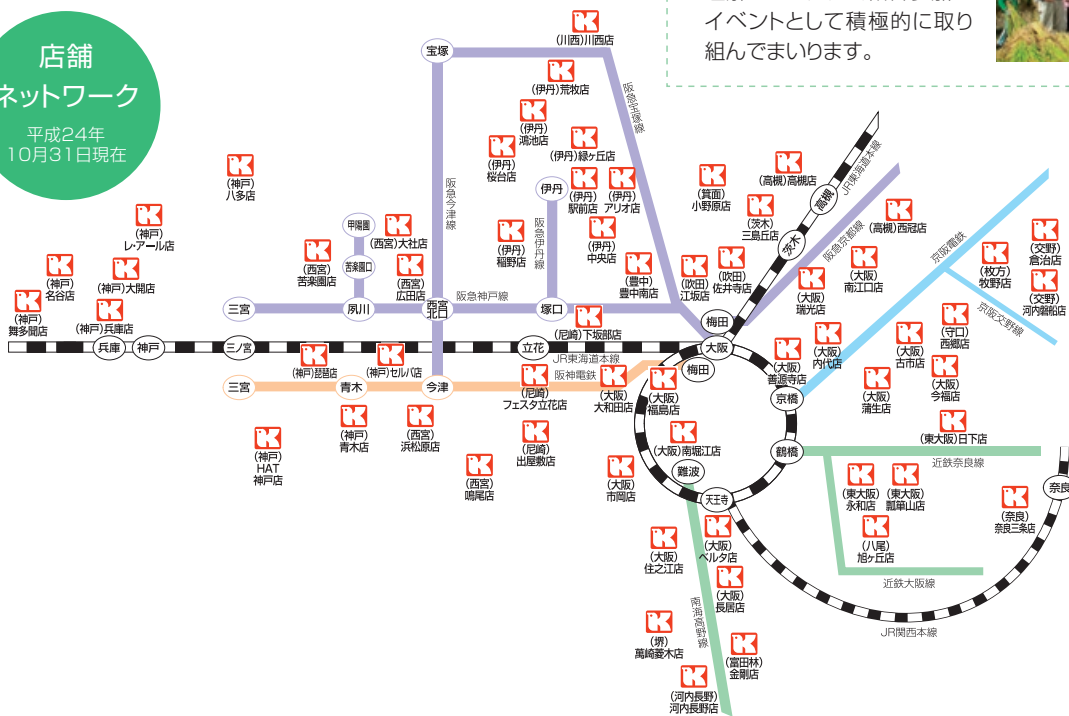 イベントとして積極的に取り
組んでまいります。
店舗
ネットワーク
平成24年
10月31日現在
(川西)川西店
宝塚
(伊丹)荒牧店
阪急宝塚線
(伊丹)
鴻池店
(伊丹)緑ヶ丘店
(伊丹)
桜台店
(神戸)
八多店
阪急今津線
伊丹
(伊丹)
駅前店
(伊丹)
アリオ店
(箕面)
小野原店
(高槻)高槻店
JR東海道本線
高槻
(神戸)
レ・アール店
甲陽園
(西宮)大社店
阪急伊丹線
(伊丹)
稲野店
(伊丹)
中央店
(茨木)
三島丘店
茨木
阪急京都線
(高槻)西冠店
京阪電鉄
(交野)
倉治店
(神戸)
名谷店
(神戸)大開店
(西宮)
苦楽園店
苦楽園口
(西宮)
広田店
(豊中)
豊中南店
(吹田)
江坂店
(吹田)
佐井寺店
(大阪)
瑞光店
(大阪)
南江口店
(枚方)
牧野店
(交野)
河内磐船店
(神戸)
舞多聞店
(神戸)兵庫店
三宮
夙川
西宮
北口
阪急神戸線
塚口
(尼崎)下坂部店
梅田
京阪交野線
(守口)
西郷店
兵庫
神戸
三ノ宮
立花
JR東海道本線
大阪
(大阪)
内代店
(大阪)
古市店
(神戸)琵琶店
(神戸)セルバ店
阪神電鉄
梅田
(大阪)
善源寺店
(大阪)
今福店
三宮
青木
今津
(尼崎)
フェスタ立花店
(大阪)
大和田店
(大阪)
福島店
京橋
(大阪)
蒲生店
(神戸)
青木店
(西宮)
浜松原店
(尼崎)
出屋敷店
(大阪)南堀江店
鶴橋
(東大阪)日下店
近鉄奈良線
(神戸)
HAT
神戸店
(西宮)
鳴尾店
(大阪)
市岡店
難波
天王寺
(東大阪)
永和店
(東大阪)
瓢箪山店
(奈良)
奈良三条店
奈良
(大阪)
住之江店
(大阪)
ベルタ店
(八尾)
旭ヶ丘店
近鉄大阪線
(大阪)
長居店
南海高野線
JR関西本線
(堺)
萬崎菱木店
(富田林)
金剛店
(河内長野)
河内長野店